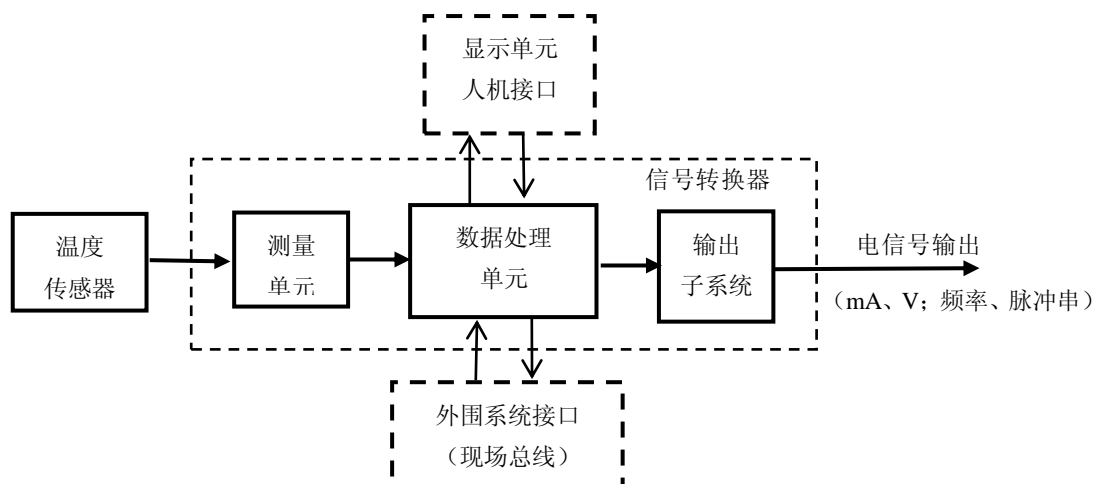 显示单元
人机接口
信号转换器
温度
传感器
测量
单元
数据处理
单元
输出
子系统
电信号输出
（mA、V；频率、脉冲串）
外围系统接口
（现场总线）